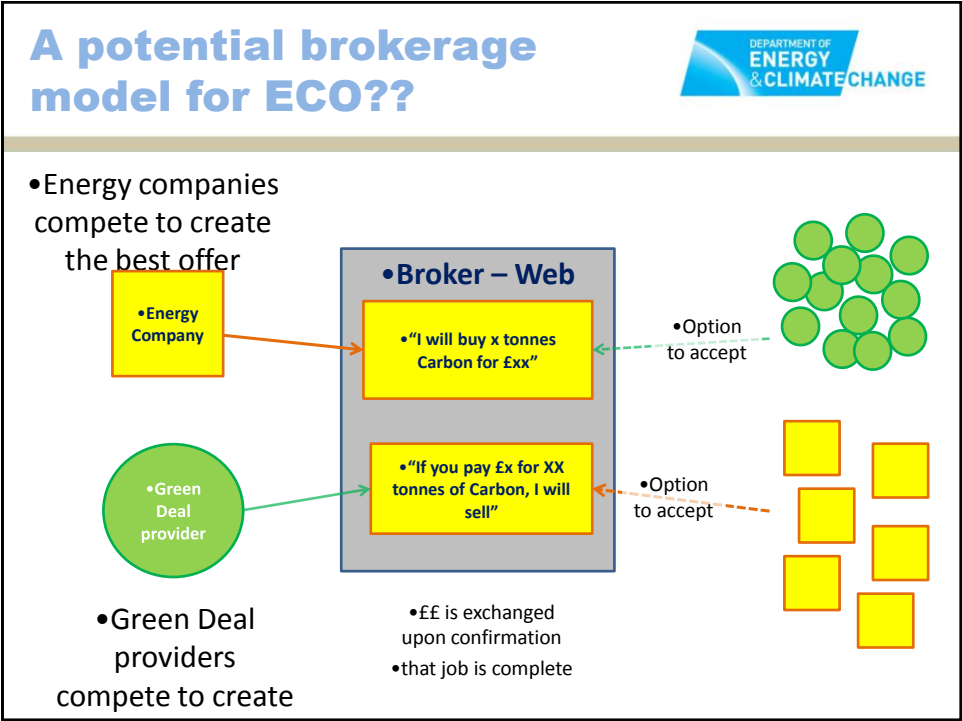 A potential brokerage
model for ECO??
DEPARTMENT OF
ENERGY
& CLIMATE CHANGE
•Energy companies
compete to create
the best offer
•Energy
Company
•Broker – Web
•“I will buy x tonnes
Carbon for £xx”
•Option
to accept
•Green
Deal
provider
•“If you pay £x for XX
tonnes of Carbon, I will
sell”
•Option
to accept
•Green Deal
providers
compete to create
•££ is exchanged
upon confirmation
•that job is complete